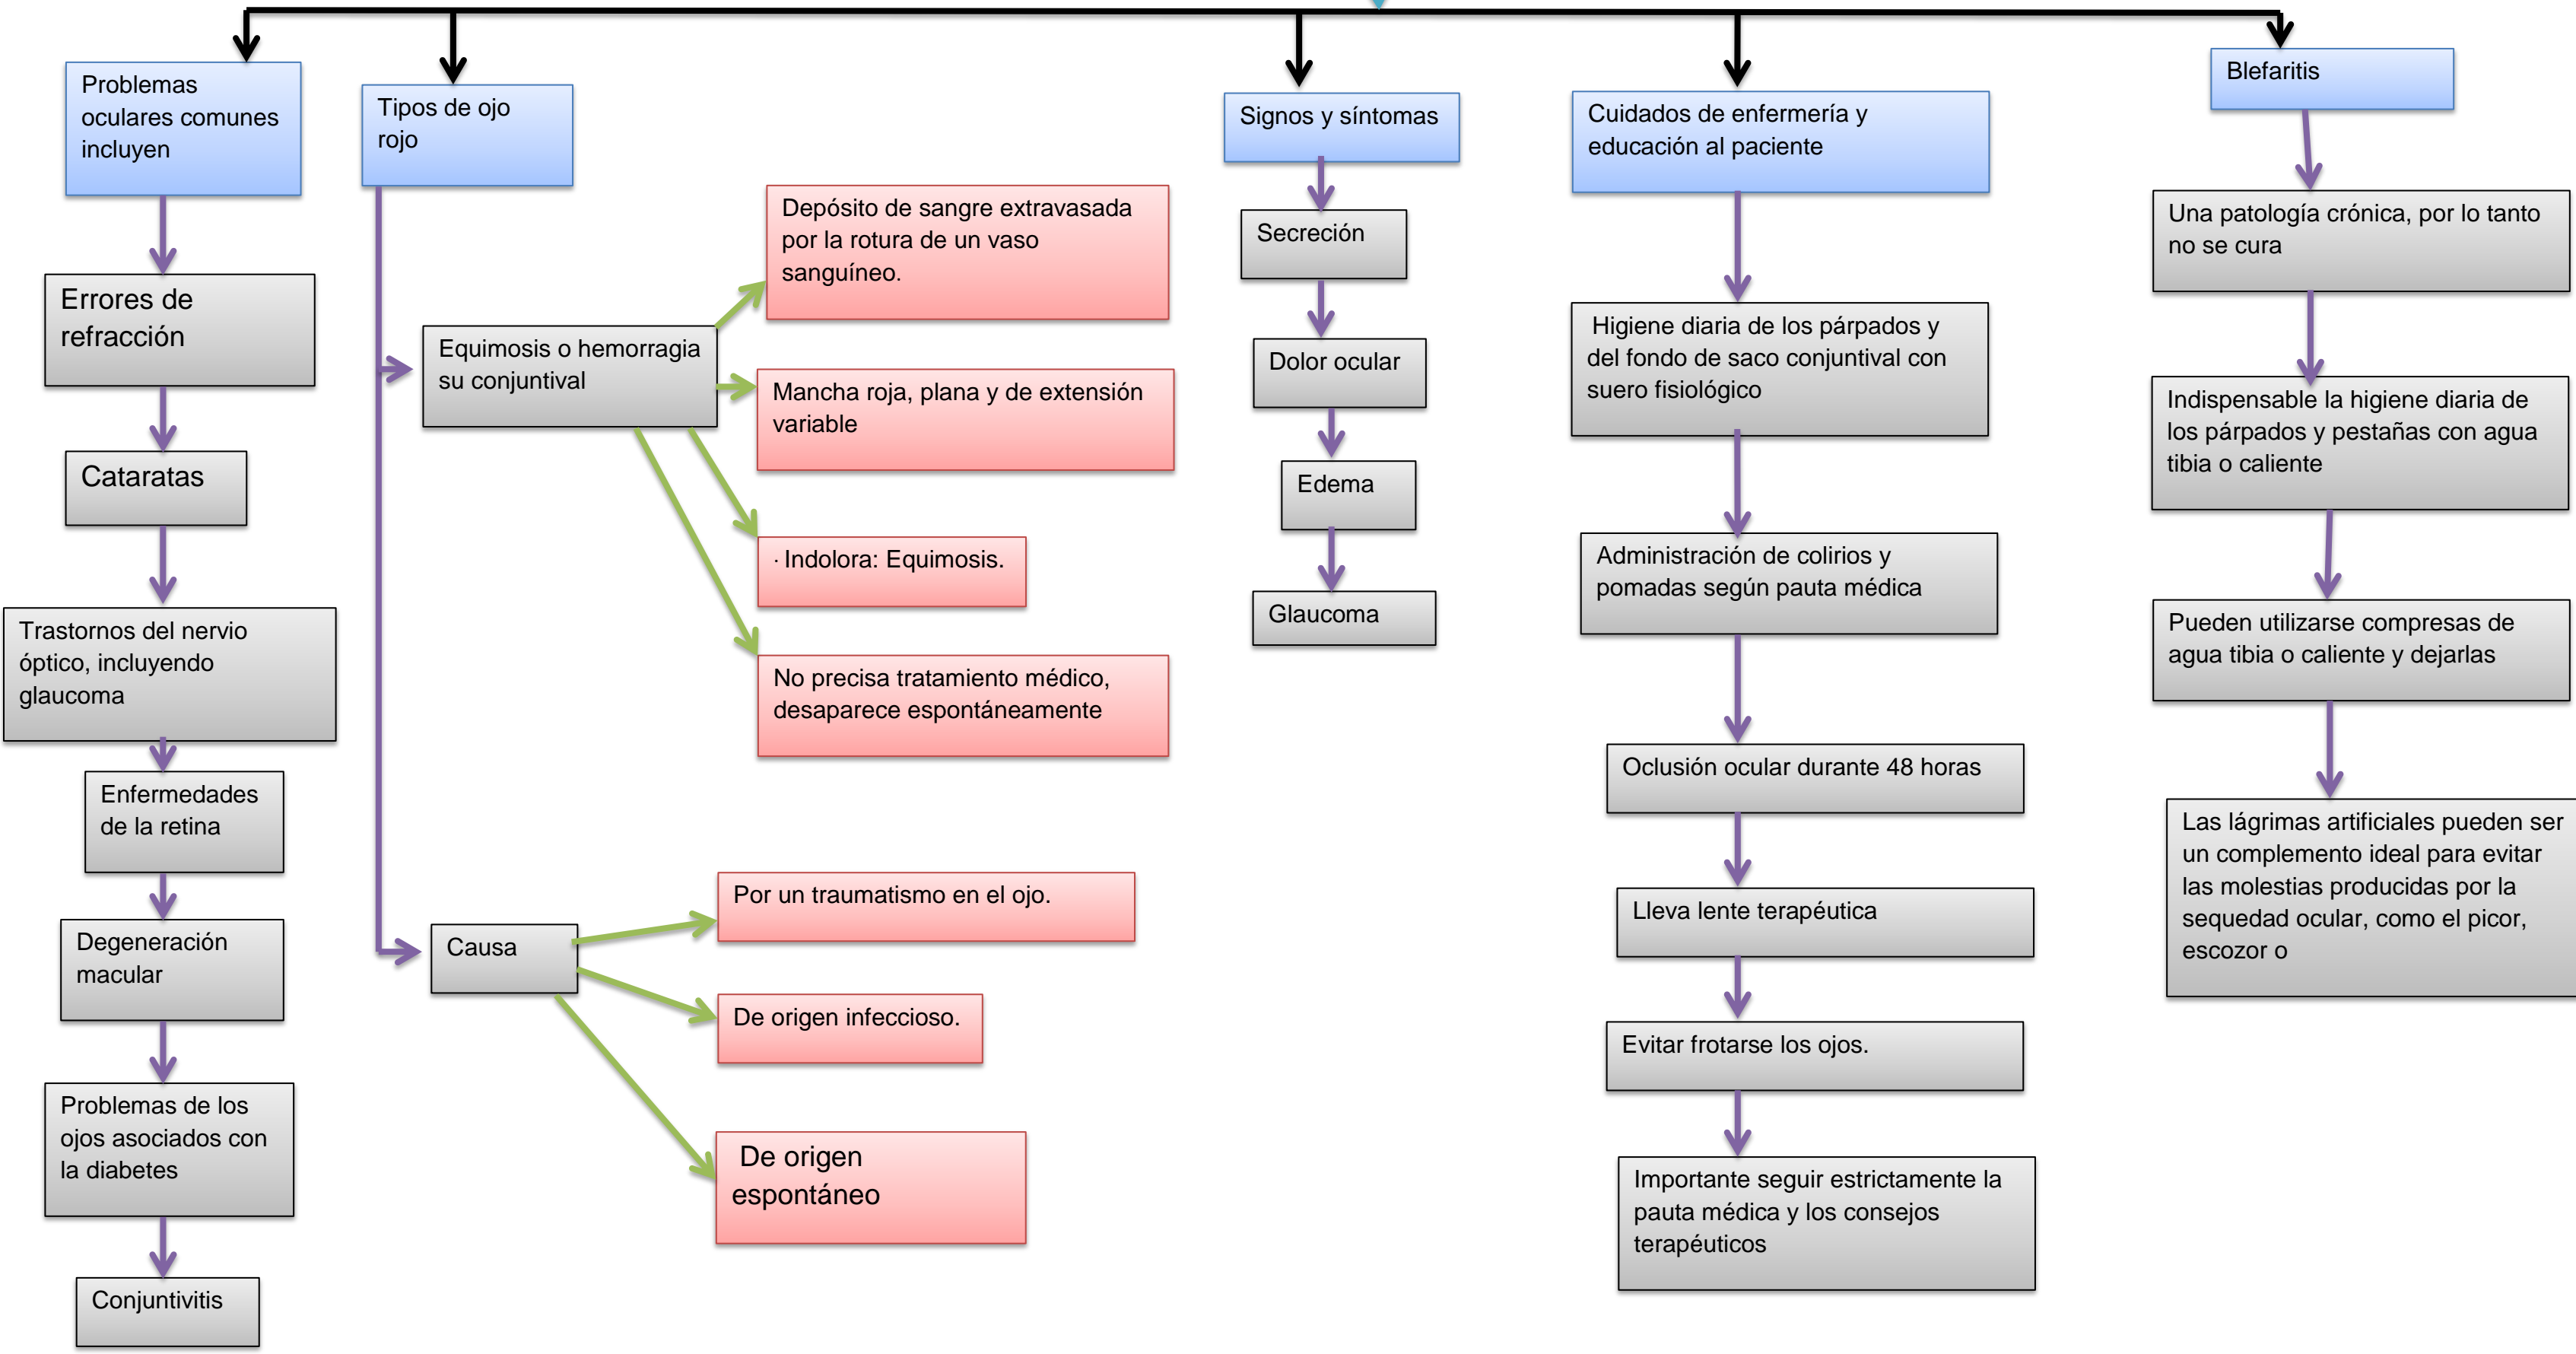 Problemas
oculares comunes
incluyen
Errores de
refracción
Cataratas
Trastornos del nervio
óptico, incluyendo
glaucoma
Enfermedades
de la retina
Degeneración
macular
Problemas de los
ojos asociados con
la diabetes
Conjuntivitis
Tipos de ojo
rojo
Equimosis o hemorragia
su conjuntival
Depósito de sangre extravasada
por la rotura de un vaso
sanguíneo.
Mancha roja, plana y de extensión
variable
· Indolora: Equimosis.
No precisa tratamiento médico,
desaparece espontáneamente
Causa
Por un traumatismo en el ojo.
De origen infeccioso.
De origen
espontáneo
Signos y síntomas
Secreción
Dolor ocular
Edema
Glaucoma
Cuidados de enfermería y
educación al paciente
Higiene diaria de los párpados y
del fondo de saco conjuntival con
suero fisiológico
Administración de colirios y
pomadas según pauta médica
Oclusión ocular durante 48 horas
Lleva lente terapéutica
Evitar frotarse los ojos.
Importante seguir estrictamente la
pauta médica y los consejos
terapéuticos
Blefaritis
Una patología crónica, por lo tanto
no se cura
Indispensable la higiene diaria de
los párpados y pestañas con agua
tibia o caliente
Pueden utilizarse compresas de
agua tibia o caliente y dejarlas
Las lágrimas artificiales pueden ser
un complemento ideal para evitar
las molestias producidas por la
sequedad ocular, como el picor,
escozor o